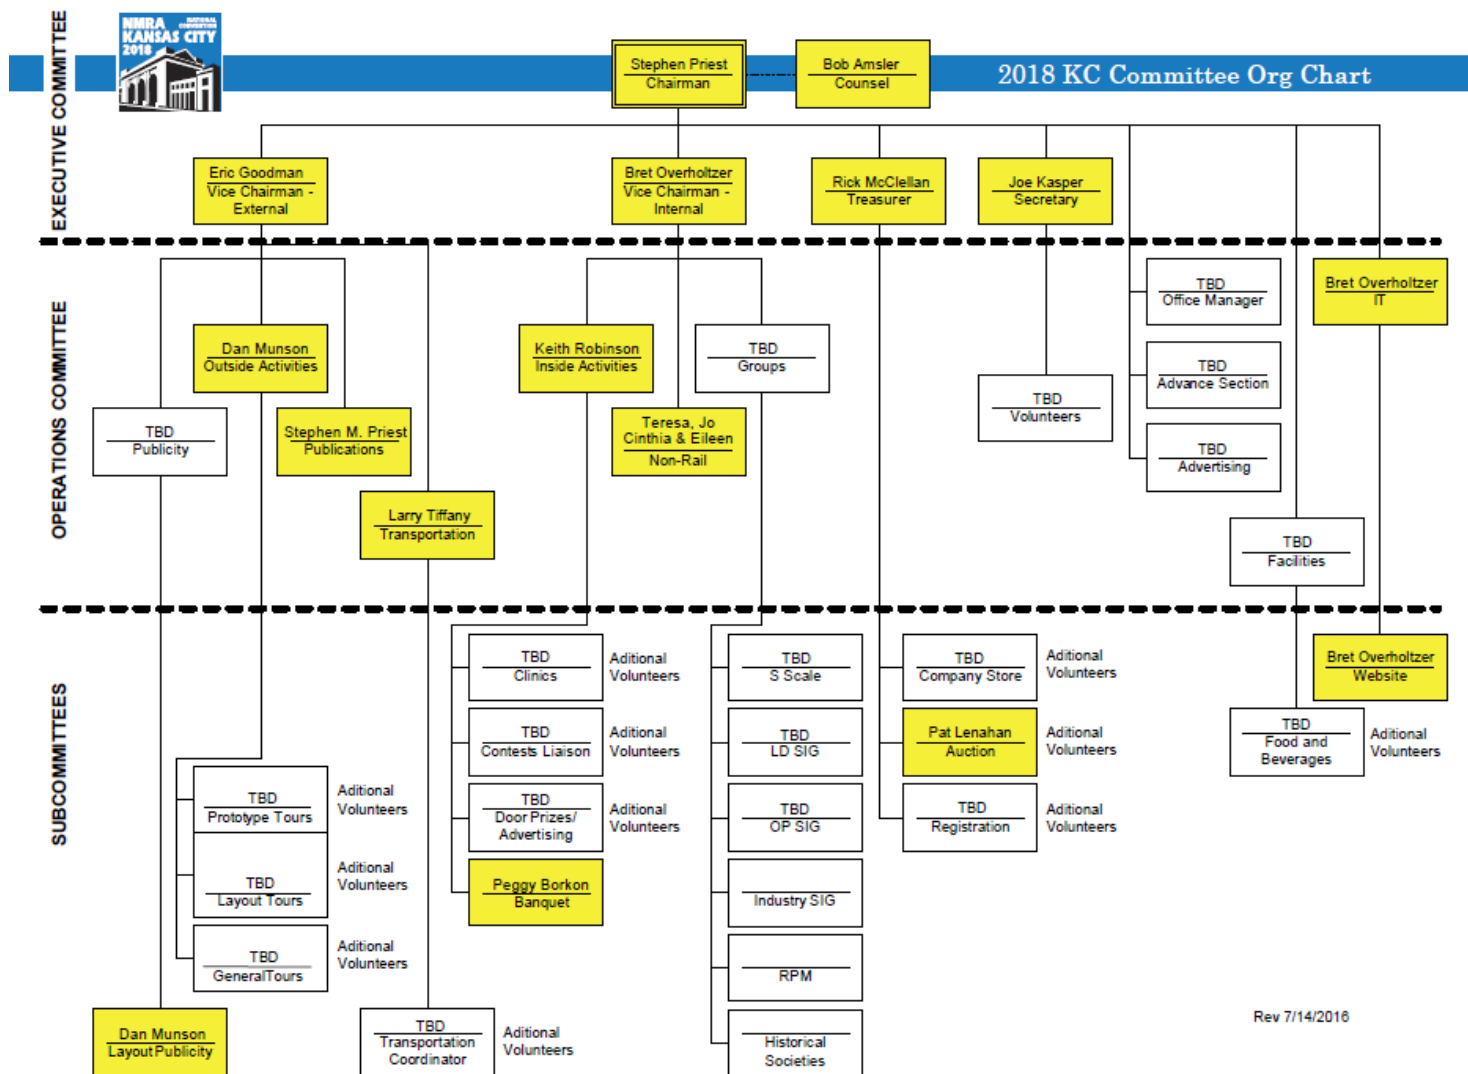 NMRA NATIONAL CONVENTION
KANSAS CITY
2018
2018 KC Committee Org Chart
EXECUTIVE COMMITTEE
Stephen Priest
Chairman
Bob Amsler
Counsel
Eric Goodman
Vice Chairman -
External
Bret Overholtzer
Vice Chairman -
Internal
Rick McClellan
Treasurer
Joe Kasper
Secretary
OPERATIONS COMMITTEE
TBD
Office Manager
Bret Overholtzer
IT
Dan Munson
Outside Activities
Keith Robinson
Inside Activities
TBD
Groups
TBD
Advance Section
TBD
Volunteers
TBD
Publicity
Stephen M. Priest
Publications
Teresa, Jo
Cinthia & Eileen
Non-Rail
TBD
Advertising
Larry Tiffany
Transportation
TBD
Facilities
SUBCOMMITTEES
TBD
Clinics
Aditional
Volunteers
TBD
S Scale
TBD
Company Store
Aditional
Volunteers
Bret Overholtzer
Website
TBD
Contests Liaison
Aditional
Volunteers
TBD
LD SIG
Pat Lenahan
Auction
Aditional
Volunteers
TBD
Food and
Beverages
Aditional
Volunteers
TBD
Prototype Tours
Aditional
Volunteers
TBD
Door Prizes/
Advertising
Aditional
Volunteers
TBD
OP SIG
TBD
Registration
Aditional
Volunteers
TBD
Layout Tours
Aditional
Volunteers
Peggy Borkon
Banquet
Industry SIG
TBD
GeneralTours
Aditional
Volunteers
RPM
Dan Munson
Layout Publicity
TBD
Transportation
Coordinator
Aditional
Volunteers
Historical
Societies
Rev 7/14/2016